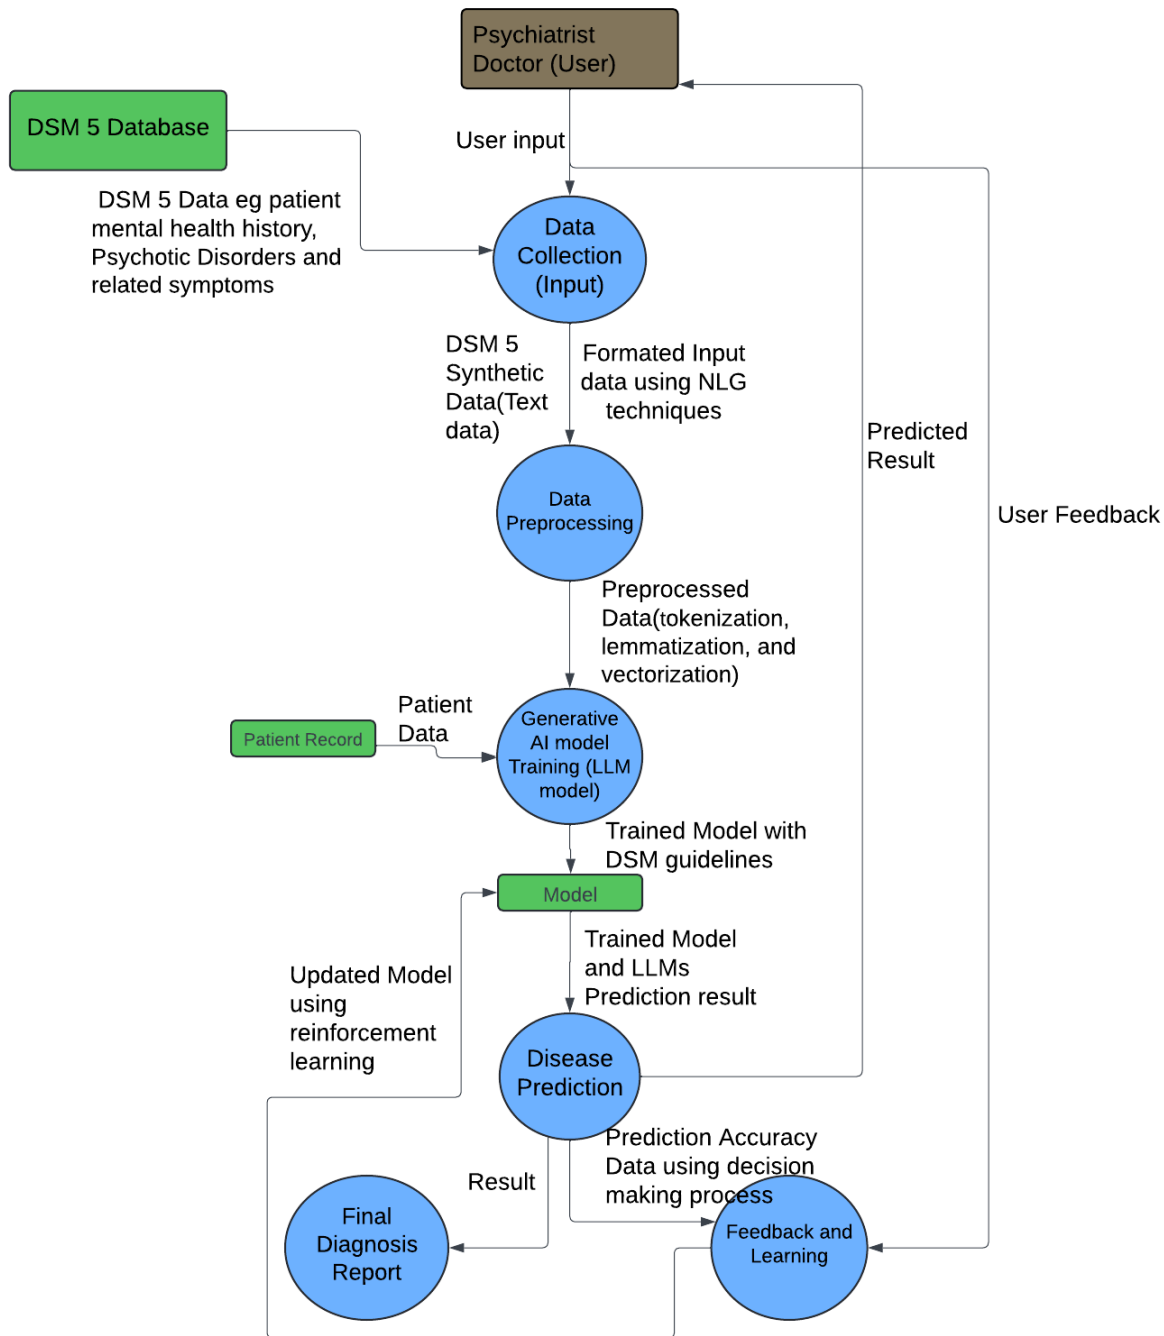 Psychiatrist
Doctor (User)
DSM 5 Database
User input
DSM 5 Data eg patient
mental health history,
Psychotic Disorders and
related symptoms
Data
Collection
(Input)
DSM 5
Synthetic
Data(Text
data)
Formated Input
data using NLG
techniques
Predicted
Result
User Feedback
Data
Preprocessing
Preprocessed
Data(tokenization,
lemmatization, and
vectorization)
Patient Record
Patient
Data
Generative
AI model
Training (LLM
model)
Trained Model with
DSM guidelines
Model
Trained Model
and LLMs
Prediction result
Updated Model
using
reinforcement
learning
Disease
Prediction
Prediction Accuracy
Data using decision
making process
Result
Final
Diagnosis
Report
Feedback and
Learning